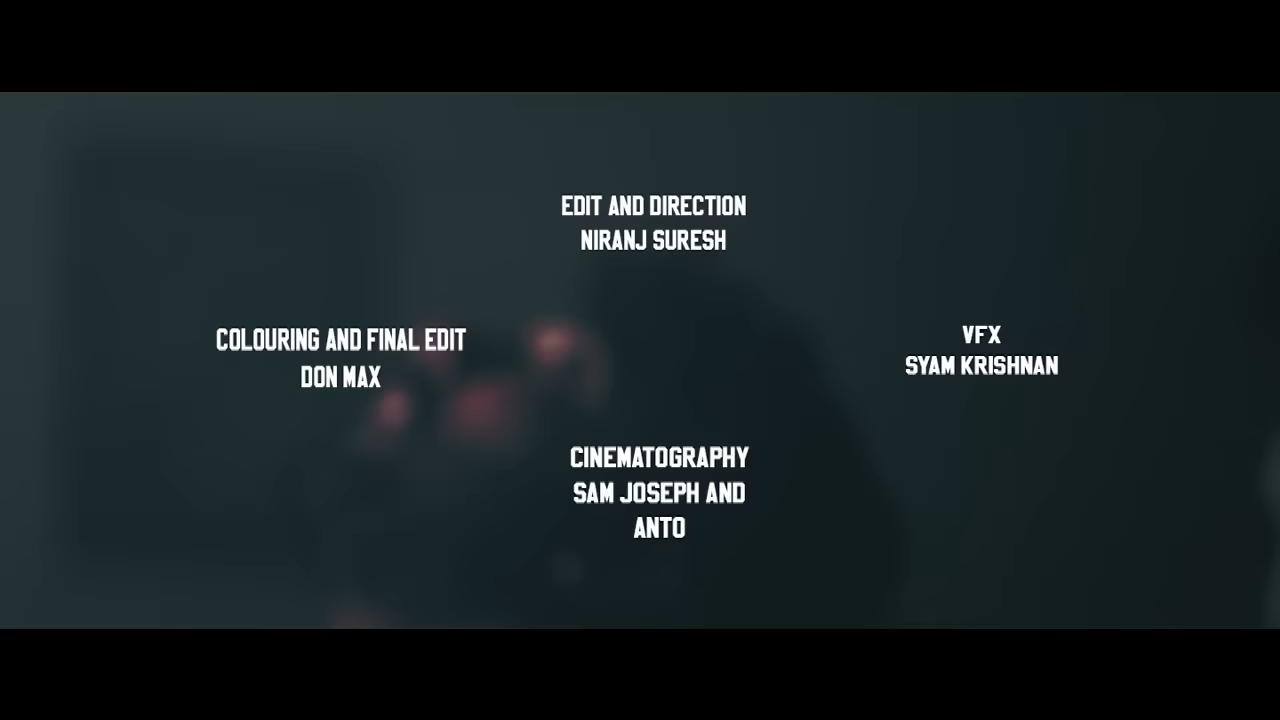 EDIT AND DIRECTION
NIRANJ SURESH
COLOURING AND FINAL EDIT
DON MAX
VFX
SYAM KRISHNAN
CINEMATOGRAPHY
SAM JOSEPH AND
ANTO